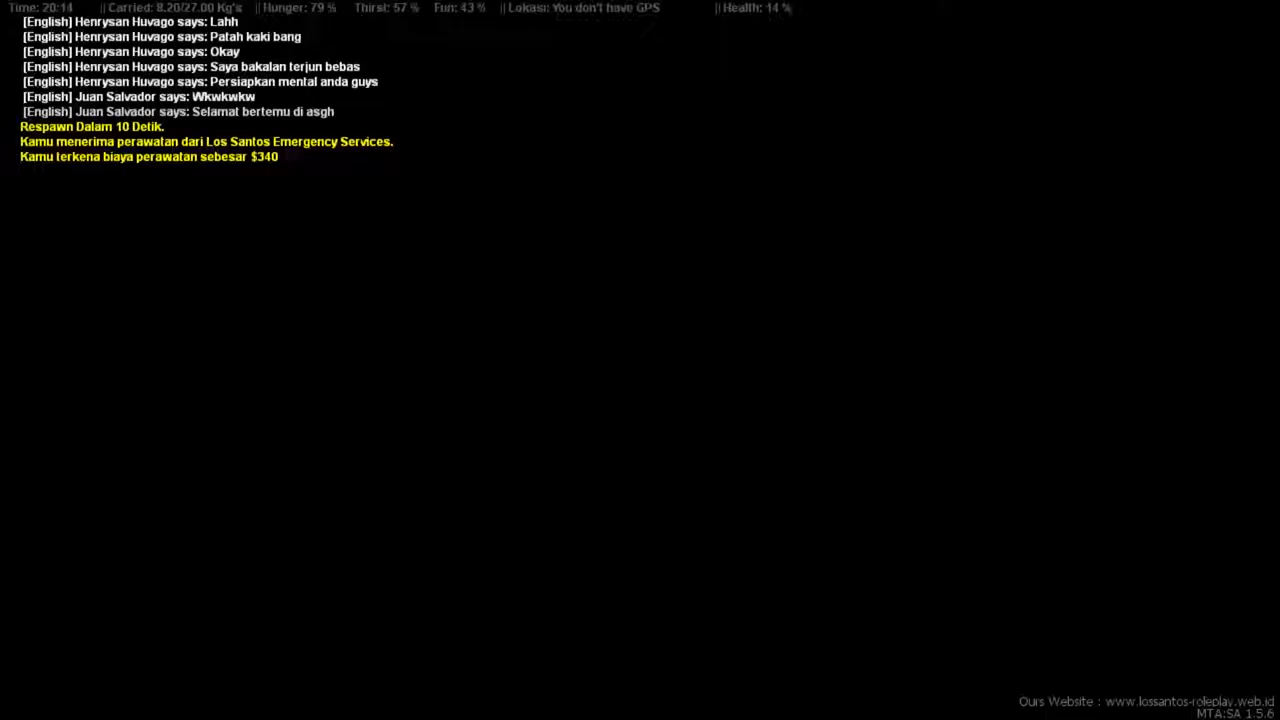 Time: 20:14 || Carried: 8.20/27.00 Kg's || Hunger: 79 % Thirst: 57 % Fun: 43 % || Lokasi: You don't have GPS || Health: 14 %
[English] Henrysan Huvago says: Lahh
[English] Henrysan Huvago says: Patah kaki bang
[English] Henrysan Huvago says: Okay
[English] Henrysan Huvago says: Saya bakalan terjun bebas
[English] Henrysan Huvago says: Persiapkan mental anda guys
[English] Juan Salvador says: Wkwkwkw
[English] Juan Salvador says: Selamat bertemu di asgh
Respawn Dalam 10 Detik.
Kamu menerima perawatan dari Los Santos Emergency Services.
Kamu terkena biaya perawatan sebesar $340
Ours Website : www.lossantos-roleplay.web.id
MTA:SA 1.5.6